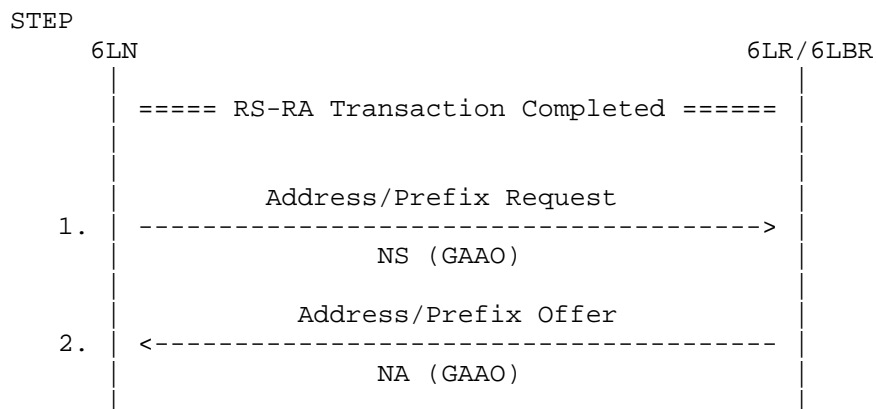 STEP
6LN 6LR/6LBR
===== RS-RA Transaction Completed ======
Address/Prefix Request
1. --------------------------------------->
NS (GAAO)
Address/Prefix Offer
2. <---------------------------------------
NA (GAAO)